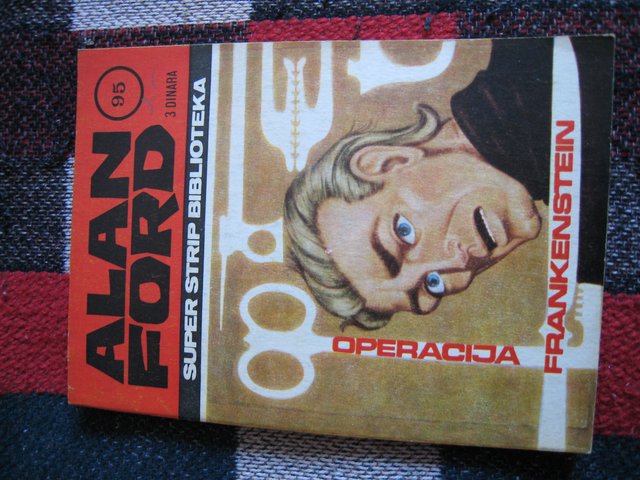 ALAN
FORD
95
3 DINARA
SUPER STRIP BIBLIOTEKA
OPERACIJA
FRANKENSTEIN